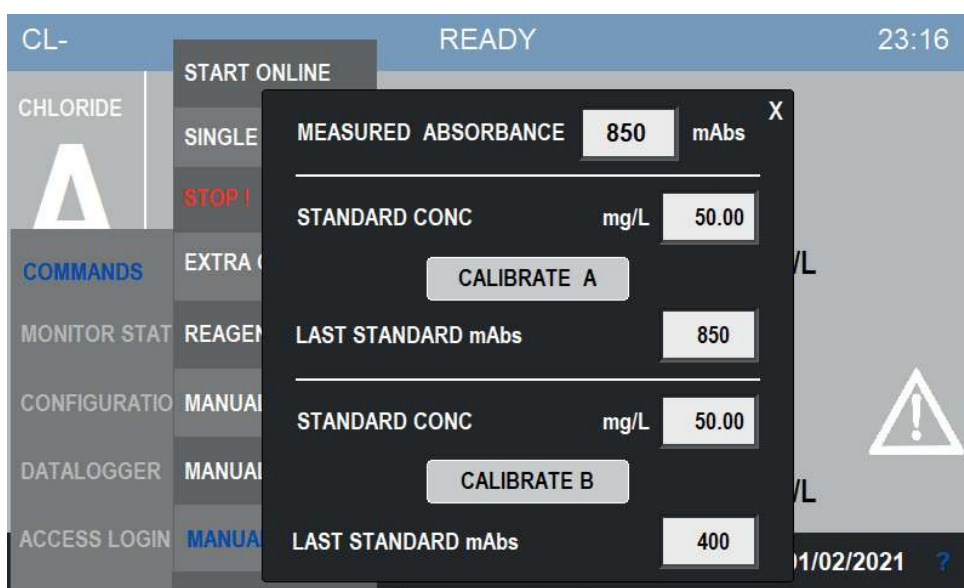 CL- READY 23:16
START ONLINE
CHLORIDE
SINGLE
STOP !
EXTRA
COMMANDS
MONITOR STAT
REAGEN
CONFIGURATIO
MANUAL
DATALOGGER
MANUAL
ACCESS LOGIN
MANUA
X
MEASURED ABSORBANCE 850 mAbs
STANDARD CONC mg/L 50.00
CALIBRATE A
LAST STANDARD mAbs 850
STANDARD CONC mg/L 50.00
CALIBRATE B
LAST STANDARD mAbs 400
/L
/L
01/02/2021 ?